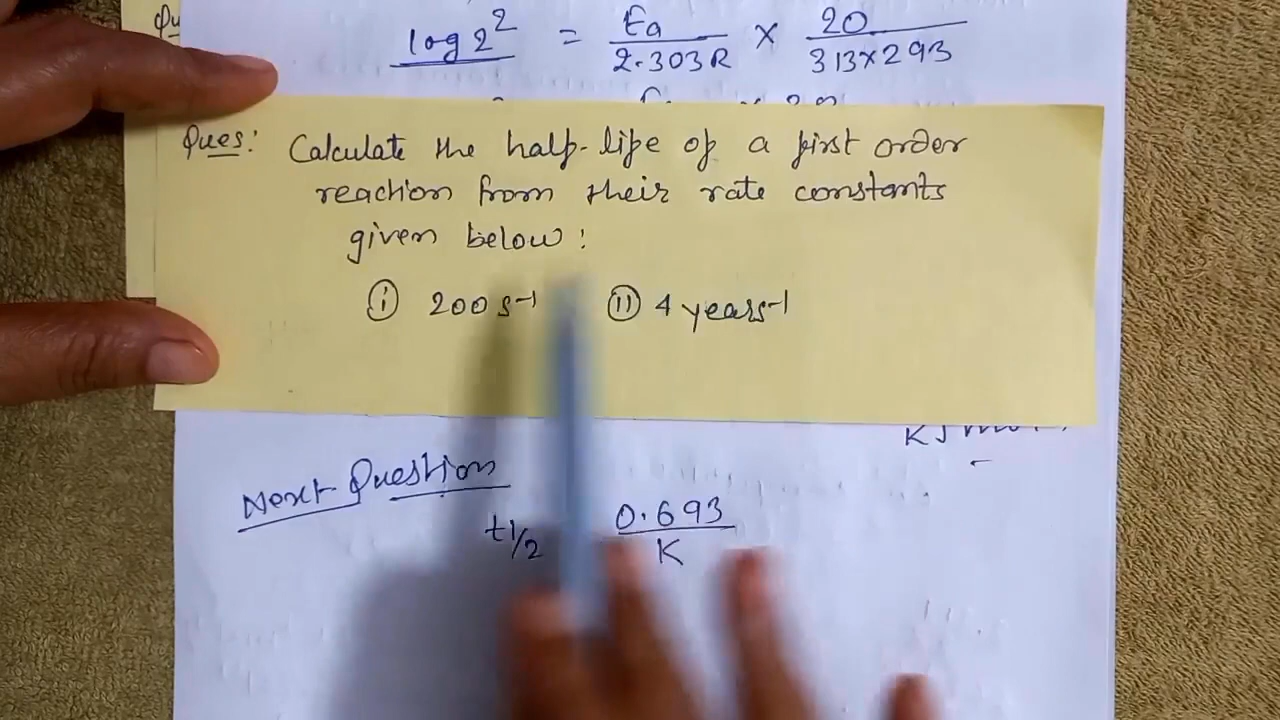 Qu
log 2² = Ea / 2.303R × 20 / 313×293
Ques: Calculate the half-life of a first order
reaction from their rate constants
given below:
(i) 200 s⁻¹ (ii) 4 years⁻¹
Next Question
t1/2 0.693 / K